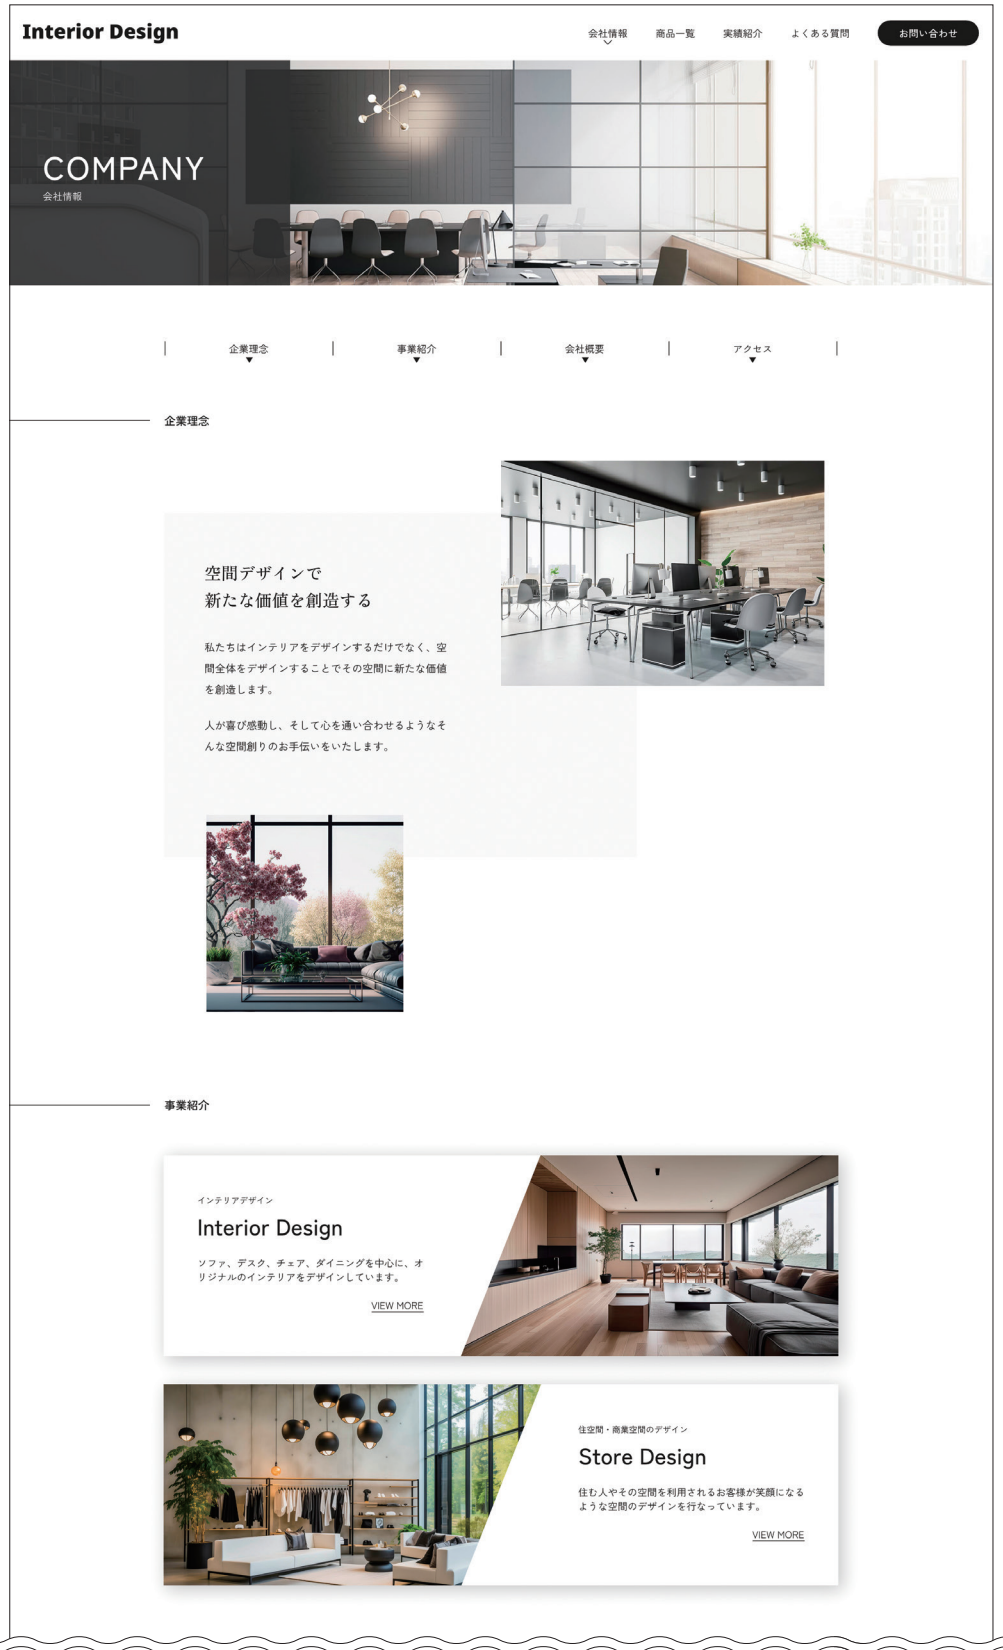 Interior Design
会社情報
商品一覧
実績紹介
よくある質問
お問い合わせ
COMPANY
会社情報
企業理念
▼
事業紹介
▼
会社概要
▼
アクセス
▼
企業理念
空間デザインで
新たな価値を創造する
私たちはインテリアをデザインするだけでなく、空
間全体をデザインすることでその空間に新たな価値
を創造します。
人が喜び感動し、そして心を通い合わせるようなそ
んな空間創りのお手伝いをいたします。
事業紹介
インテリアデザイン
Interior Design
ソファ、デスク、チェア、ダイニングを中心に、オ
リジナルのインテリアをデザインしています。
VIEW MORE
住空間・商業空間のデザイン
Store Design
住む人やその空間を利用されるお客様が笑顔になる
ような空間のデザインを行なっています。
VIEW MORE